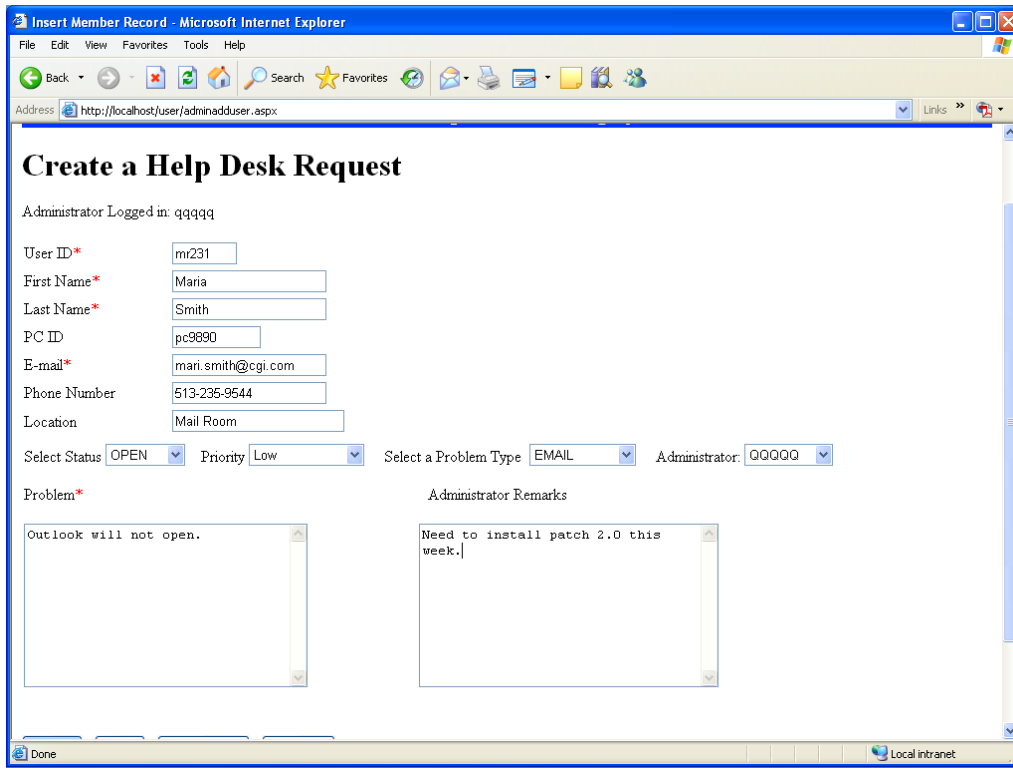 Insert Member Record - Microsoft Internet Explorer
File Edit View Favorites Tools Help
Back Search Favorites
Address http://localhost/user/adminadduser.aspx Links »
Create a Help Desk Request
Administrator Logged in: qqqqq
User ID* mr231
First Name* Maria
Last Name* Smith
PC ID pc9890
E-mail* mari.smith@cgi.com
Phone Number 513-235-9544
Location Mail Room
Select Status OPEN Priority Low Select a Problem Type EMAIL Administrator: QQQQQ
Problem* Administrator Remarks
Outlook will not open. Need to install patch 2.0 this
week.
Done Local intranet